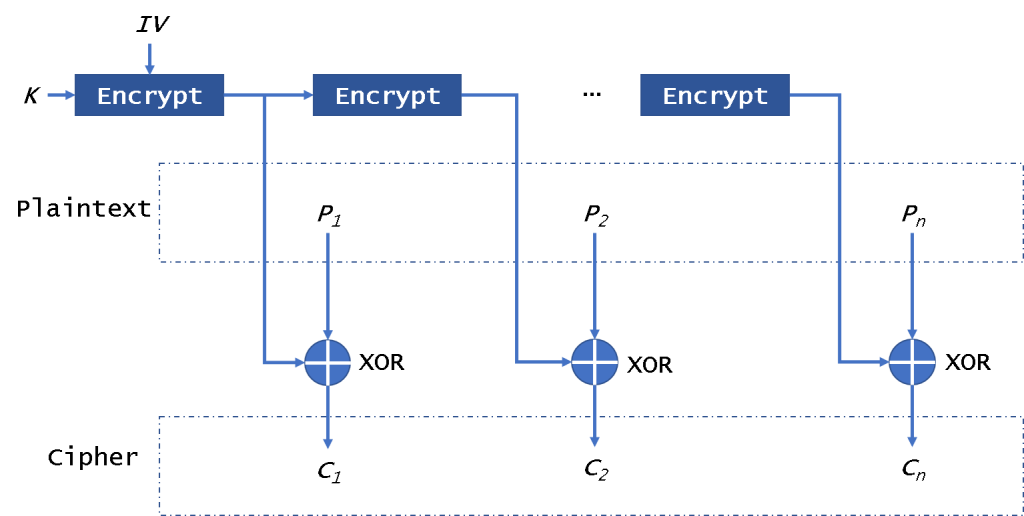 IV
K Encrypt Encrypt ... Encrypt
Plaintext P1 P2 Pn
XOR XOR XOR
Cipher C1 C2 Cn